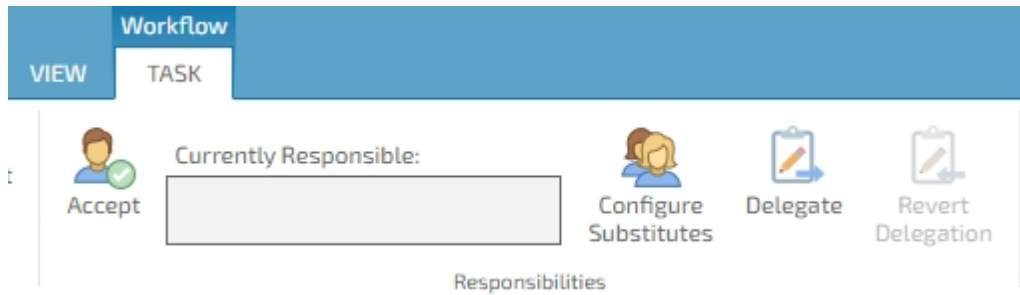 Workflow
VIEW TASK
Currently Responsible:
Accept
Configure
Substitutes
Delegate
Revert
Delegation
Responsibilities